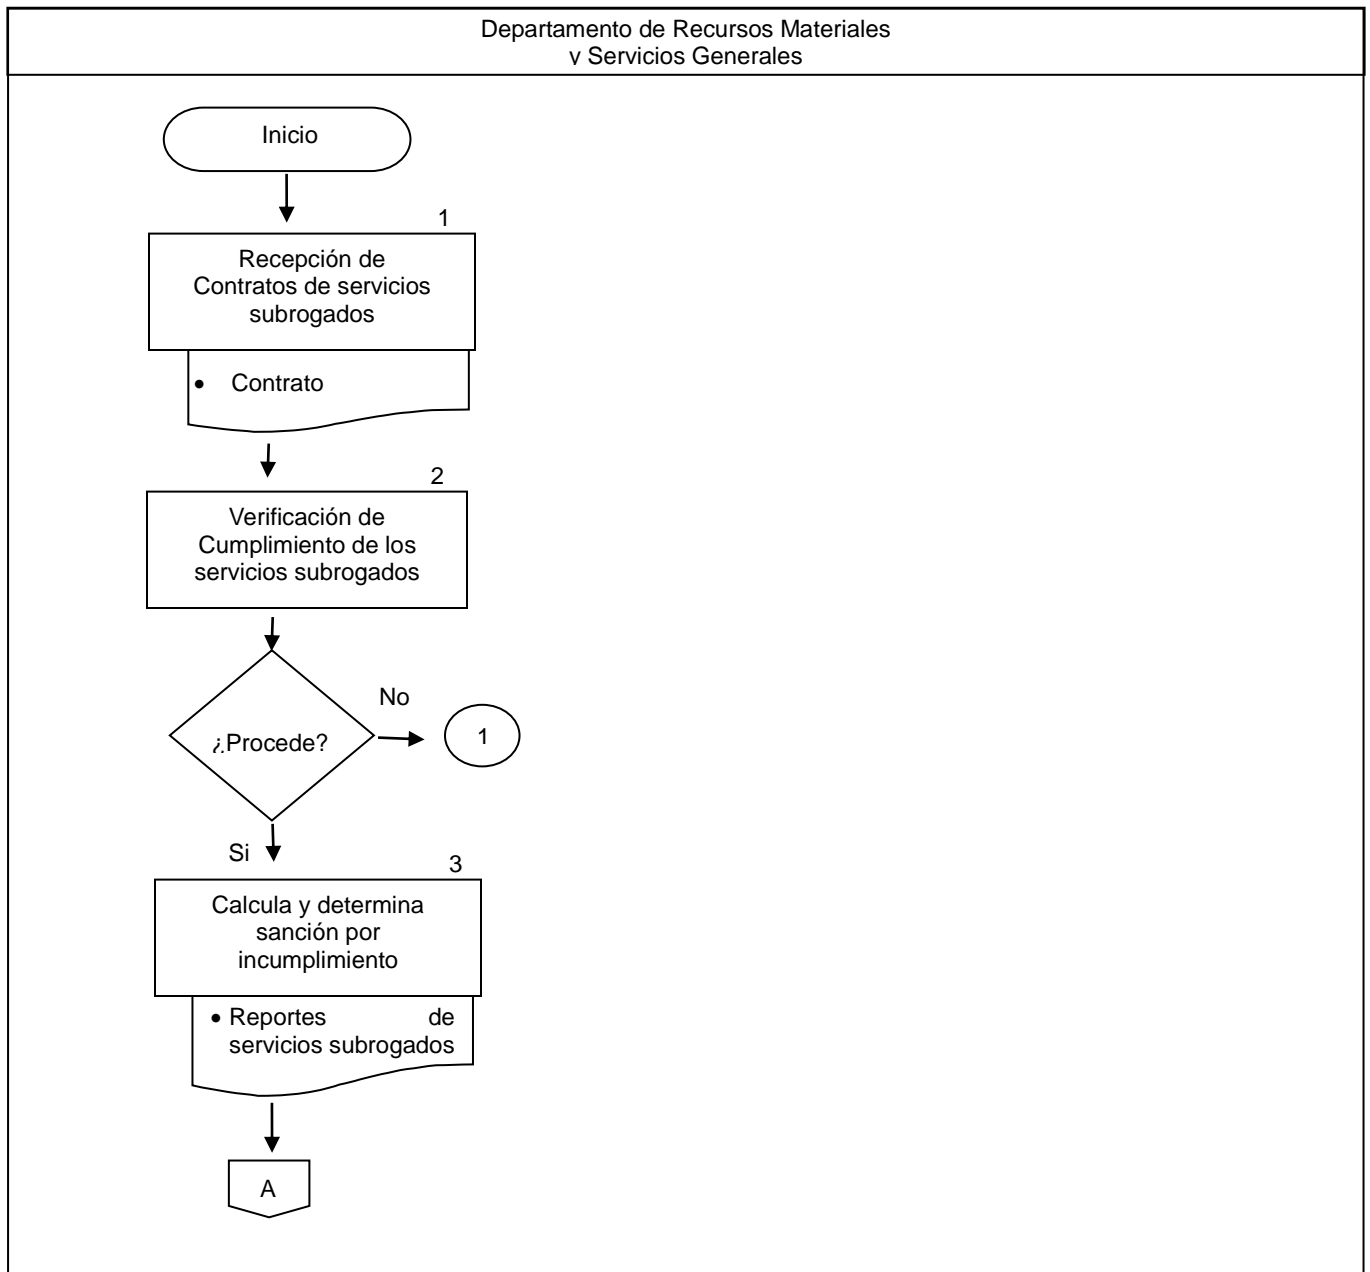 Departamento de Recursos Materiales
y Servicios Generales
Inicio
1
Recepción de
Contratos de servicios
subrogados
• Contrato
2
Verificación de
Cumplimiento de los
servicios subrogados
¿Procede?
No
1
Si
3
Calcula y determina
sanción por
incumplimiento
• Reportes de
servicios subrogados
A